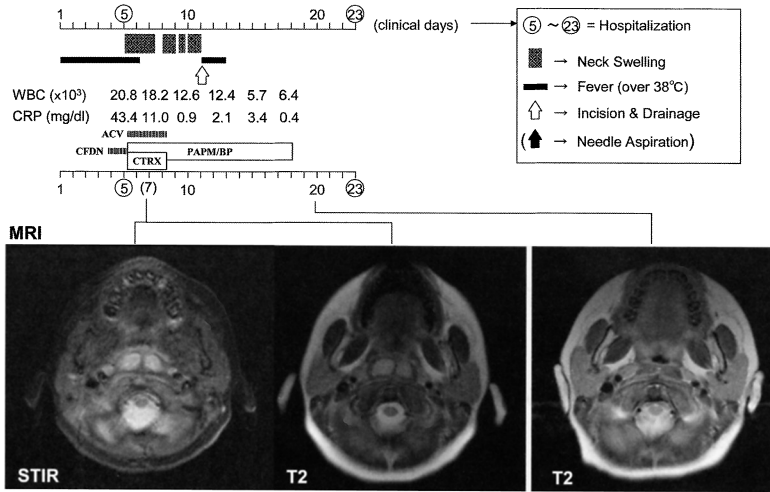 1 5 10 20 23 (clinical days)
WBC (x10³) 20.8 18.2 12.6 12.4 5.7 6.4
CRP (mg/dl) 43.4 11.0 0.9 2.1 3.4 0.4
ACV
CFDN PAPM/BP
CTRX
1 5 (7) 10 20 23
5 ~ 23 = Hospitalization
→ Neck Swelling
→ Fever (over 38°C)
→ Incision & Drainage
( → Needle Aspiration)
MRI
STIR T2 T2